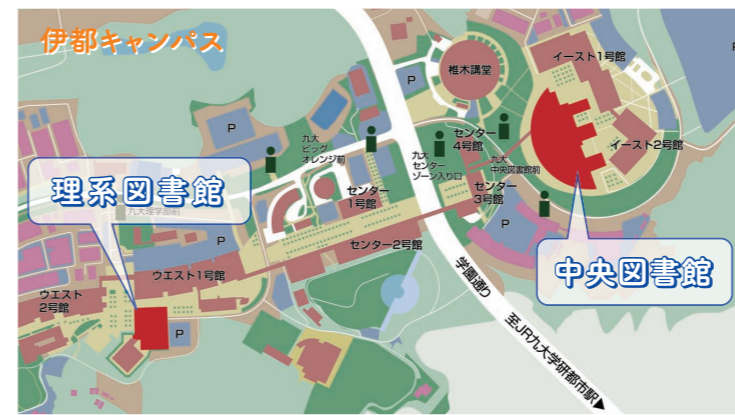 伊都キャンパス
椎木講堂
イースト1号館
P
P
P
九大
ビッグ
オレンジ前
九大
センター
ゾーン入り口
センター
4号館
九大
中央図書館前
イースト2号館
理系図書館
九大理学部前
センター
1号館
センター
3号館
P
P
センター2号館
ウエスト1号館
学園通り
中央図書館
ウエスト
2号館
P
至JR九大学研都市駅▶